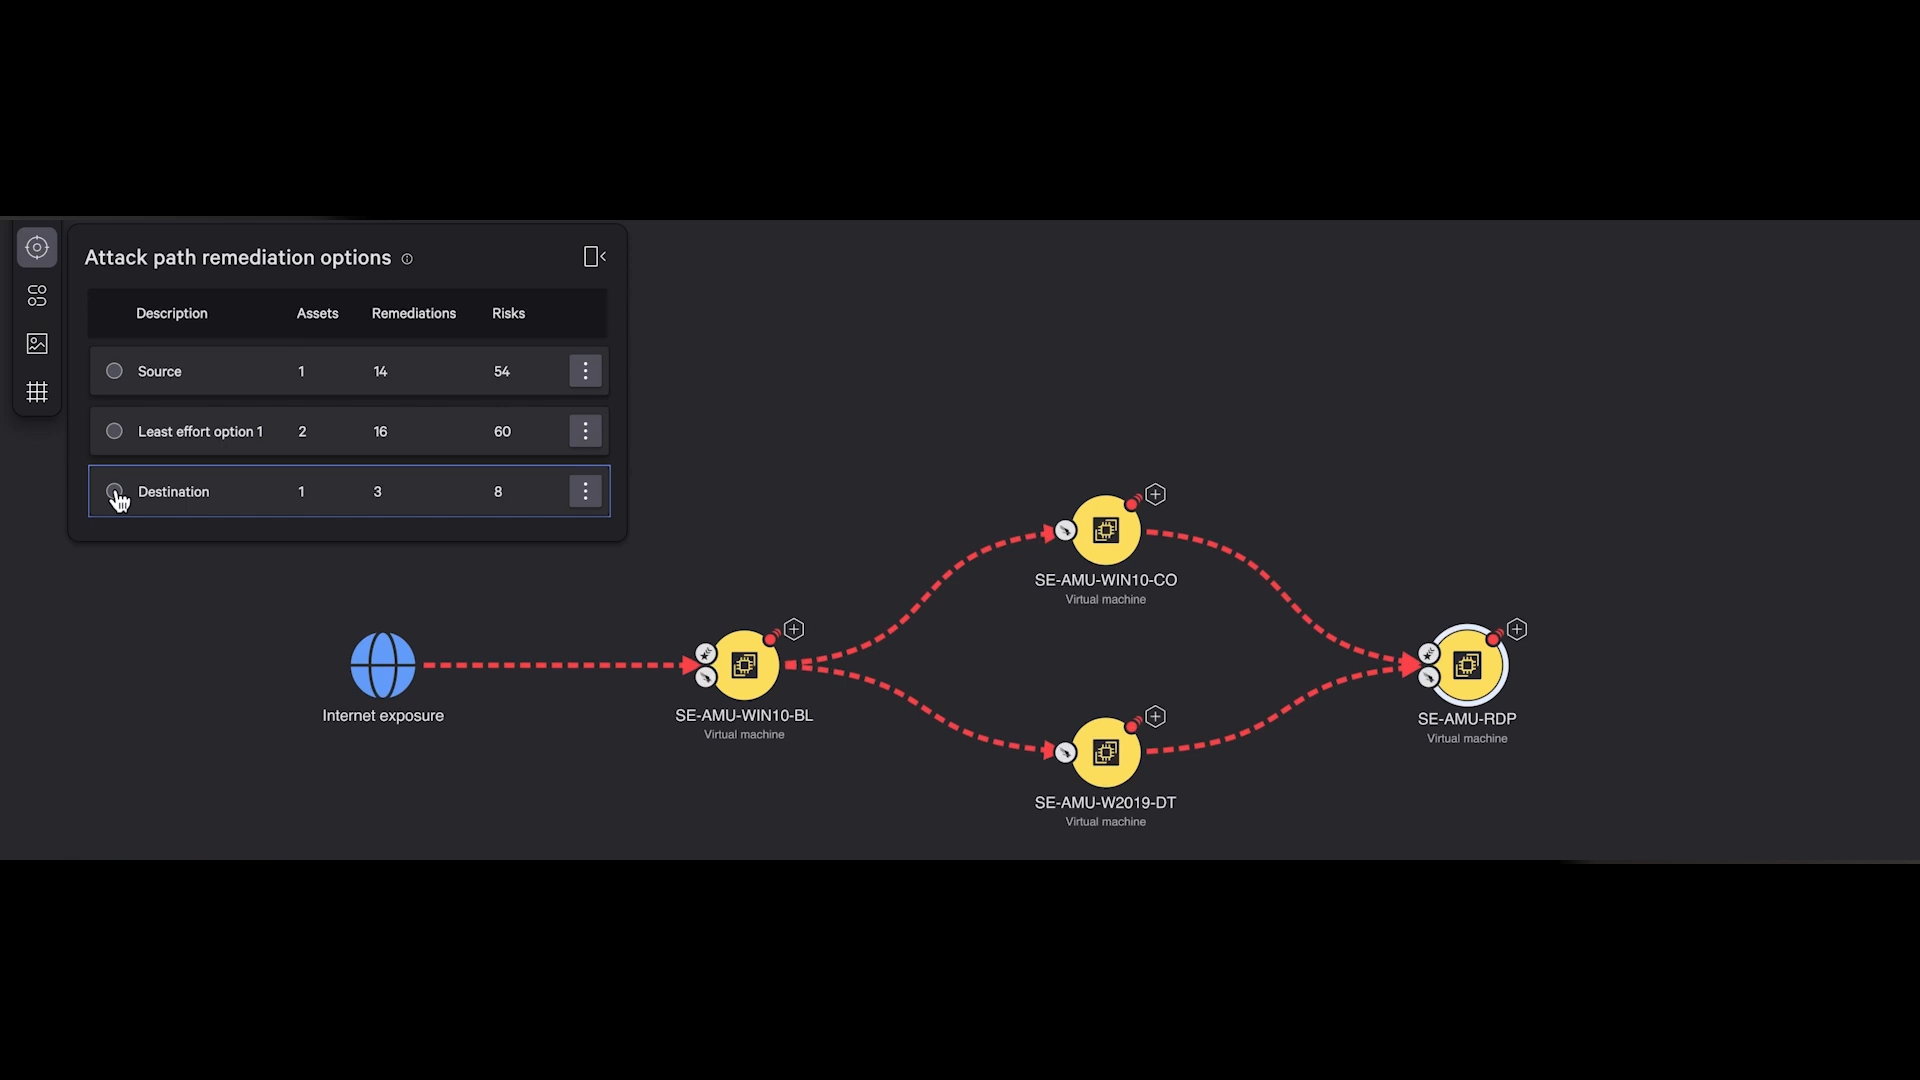 Attack path remediation options
Description Assets Remediations Risks
Source 1 14 54
Least effort option 1 2 16 60
Destination 1 3 8
SE-AMU-WIN10-CO
Virtual machine
Internet exposure
SE-AMU-WIN10-BL
Virtual machine
SE-AMU-RDP
Virtual machine
SE-AMU-W2019-DT
Virtual machine